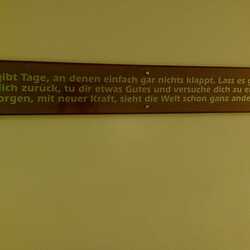 gibt Tage, an denen einfach gar nichts klappt. Lass es g
lich zurück, tu dir etwas Gutes und versuche dich zu e
orgen, mit neuer Kraft, sieht die Welt schon ganz ande